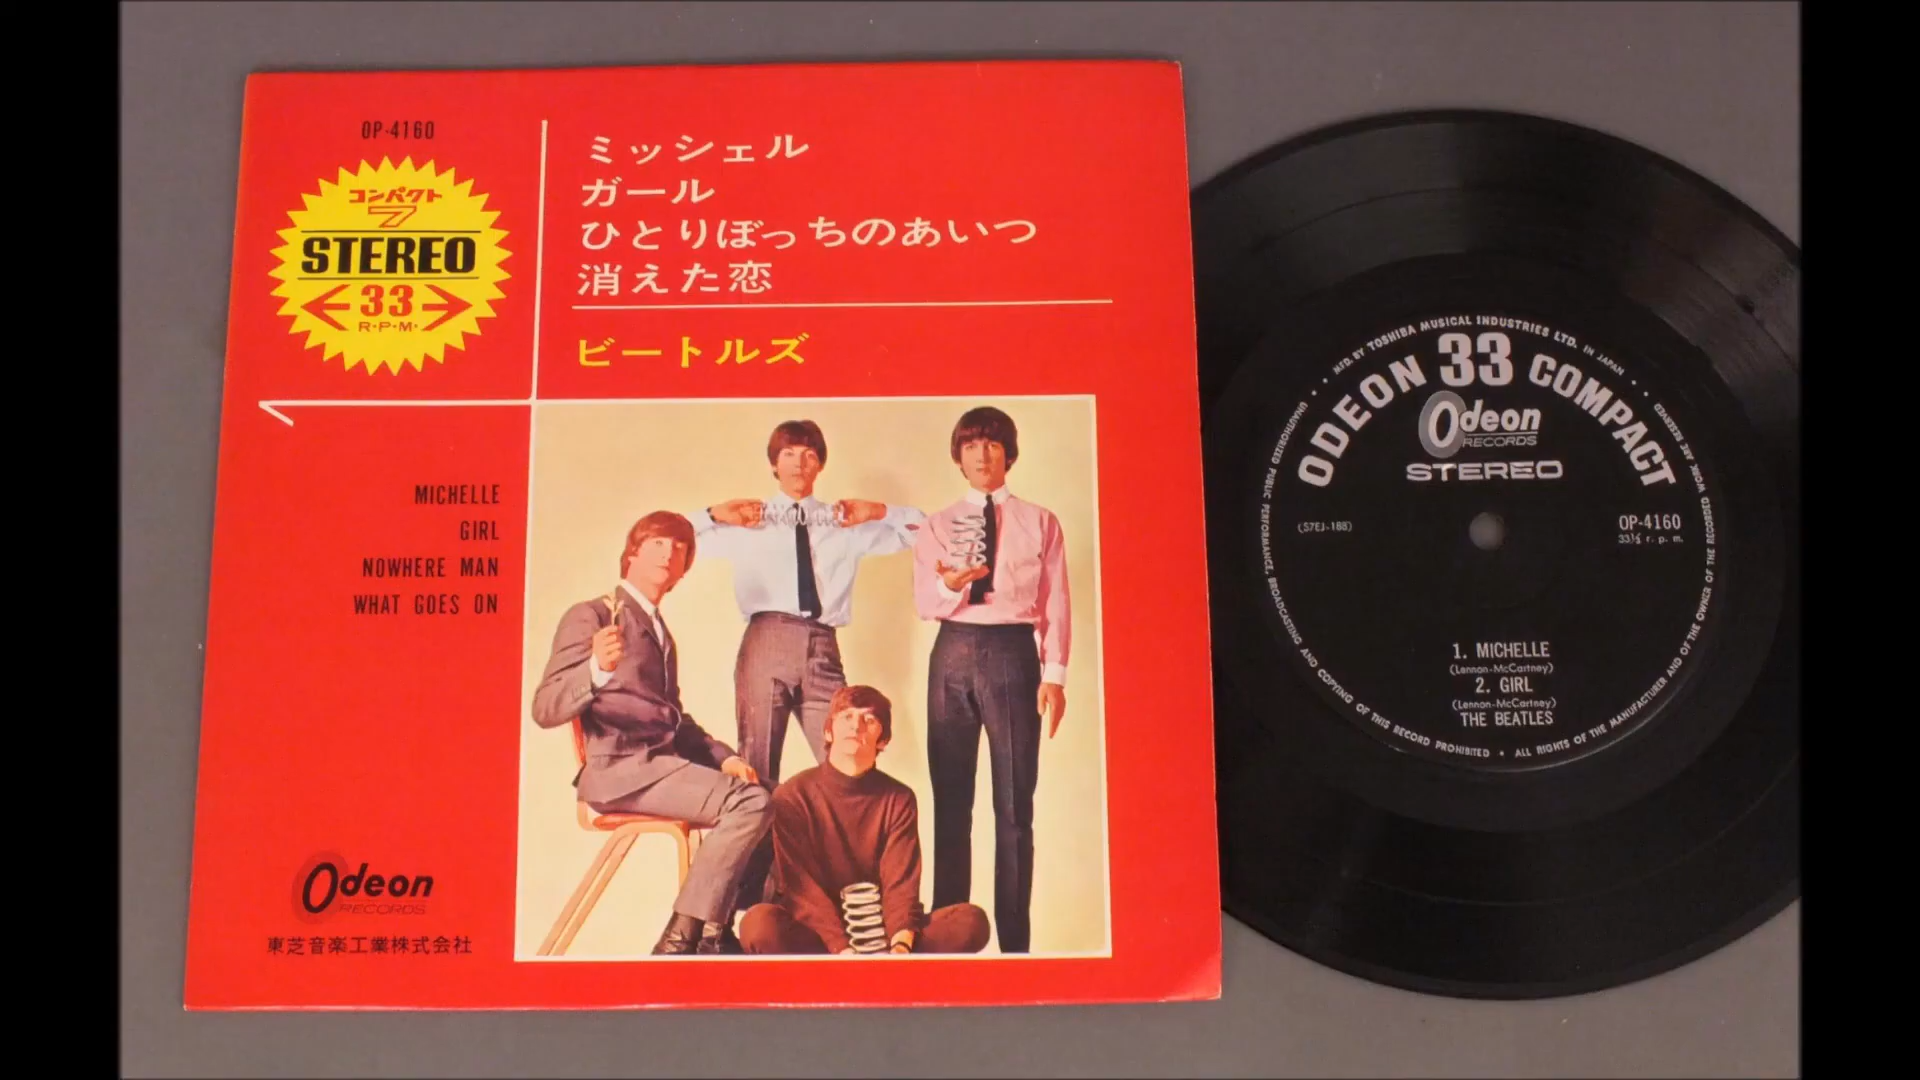 OP-4160
コンパクト
7
STEREO
33
R·P·M·
ミッシェル
ガール
ひとりぼっちのあいつ
消えた恋
ビートルズ
MICHELLE
GIRL
NOWHERE MAN
WHAT GOES ON
Odeon
RECORDS
東芝音楽工業株式会社
MFD. BY TOSHIBA MUSICAL INDUSTRIES LTD. IN JAPAN
ODEON 33 COMPACT
Odeon
RECORDS
STEREO
(S7EJ-188)
OP-4160
33⅓ r. p. m.
1. MICHELLE
(Lennon-McCartney)
2. GIRL
(Lennon-McCartney)
THE BEATLES
UNAUTHORIZED PUBLIC PERFORMANCE, BROADCASTING AND COPYING OF THIS RECORD PROHIBITED • ALL RIGHTS OF THE MANUFACTURER AND OF THE OWNER OF THE RECORDED WORK ARE RESERVED